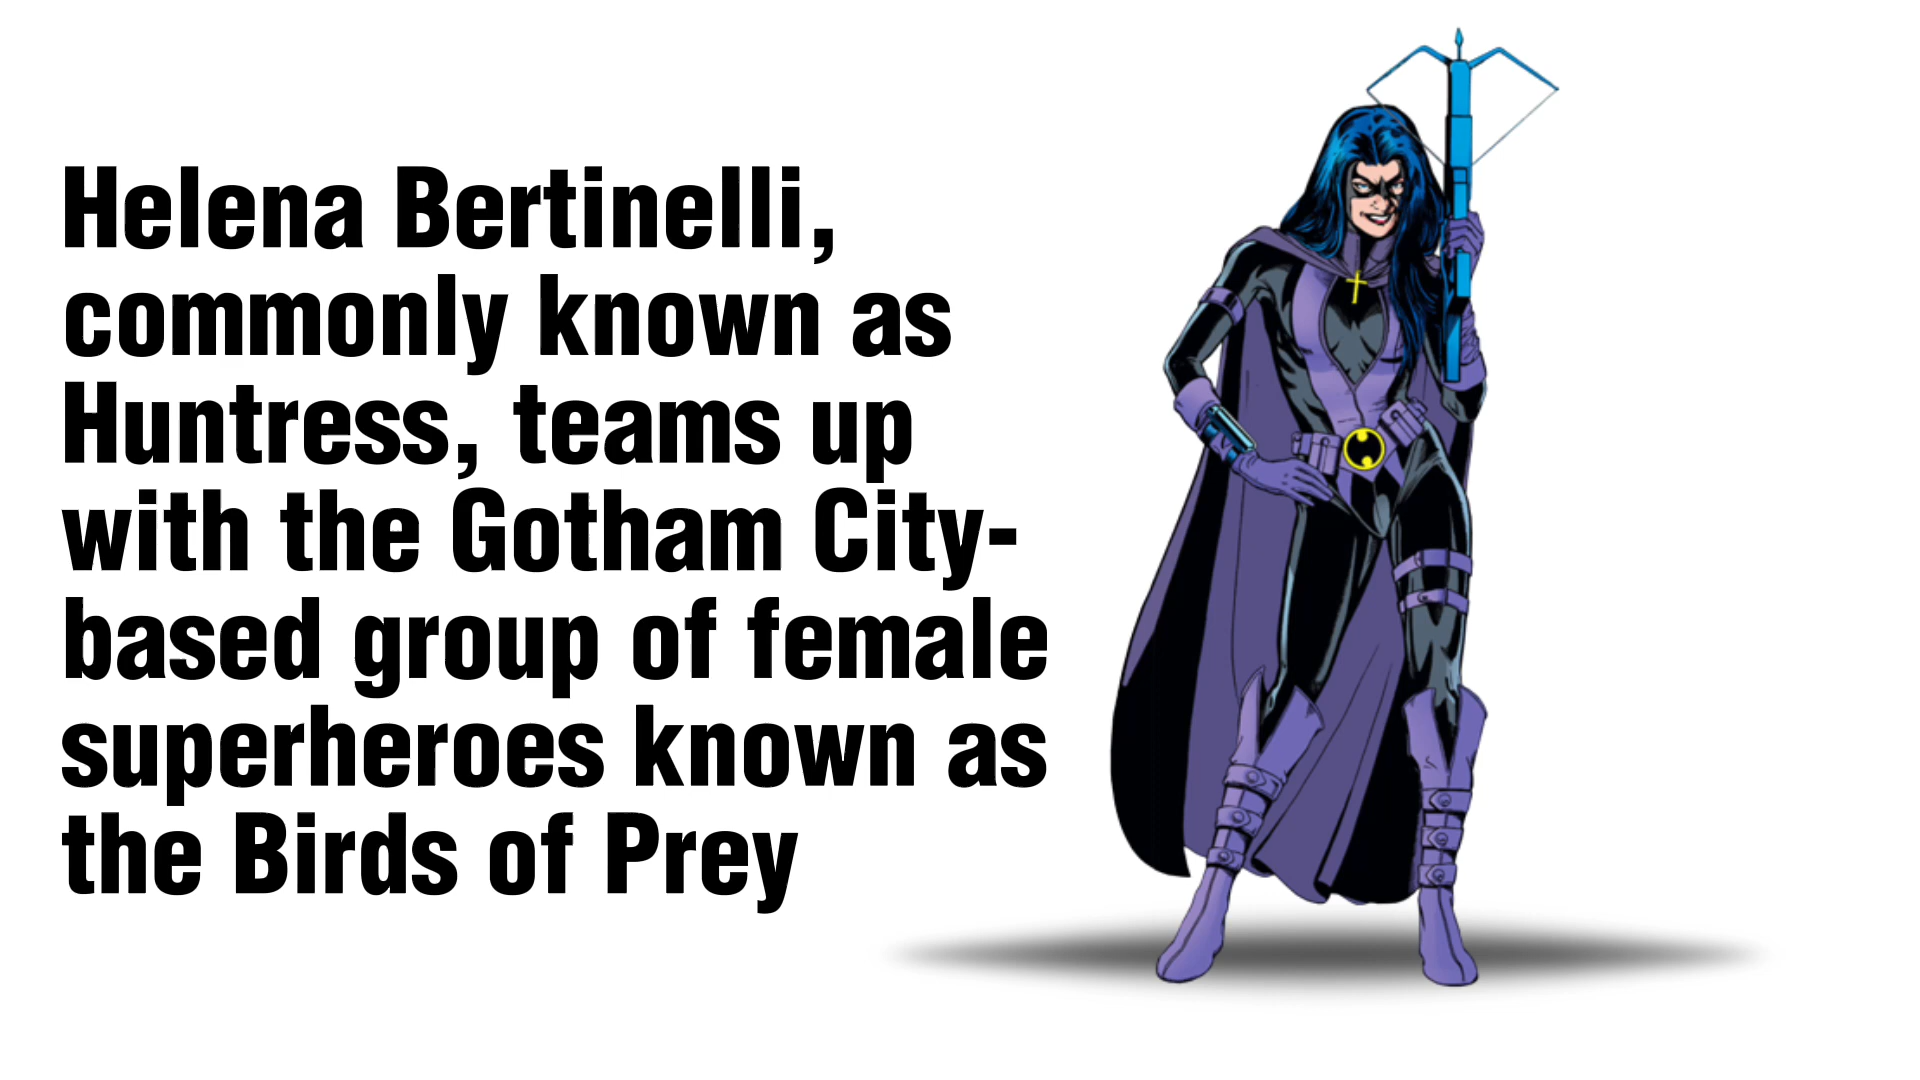 Helena Bertinelli,
commonly known as
Huntress, teams up
with the Gotham City-
based group of female
superheroes known as
the Birds of Prey